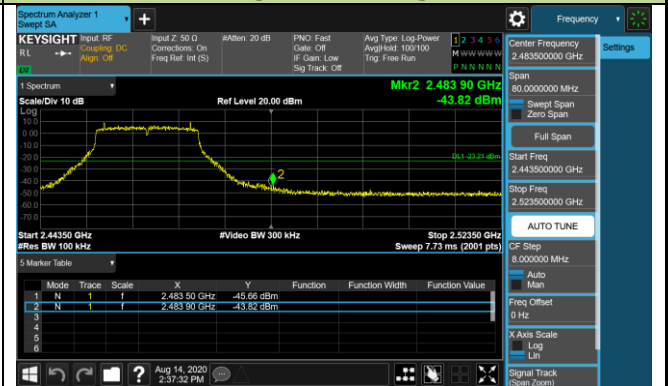 Spectrum Analyzer 1
Swept SA
Frequency
KEYSIGHT
RL
Input: RF
Coupling: DC
Align: Off
Input Z: 50 Ω
Corrections: On
Freq Ref: Int (S)
#Atten: 20 dB
PNO: Fast
Gate: Off
IF Gain: Low
Sig Track: Off
Avg Type: Log-Power
Avg|Hold: 100/100
Trig: Free Run
1 2 3 4 5 6
M W W W W W
P N N N N N
1 Spectrum
Scale/Div 10 dB
Log
Ref Level 20.00 dBm
Mkr2 2.483 90 GHz
-43.82 dBm
10.0
0.00
-10.0
-20.0
-30.0
-40.0
-50.0
-60.0
-70.0
DL1 -23.21 dBm
2
Start 2.44350 GHz
#Res BW 100 kHz
#Video BW 300 kHz
Stop 2.52350 GHz
Sweep 7.73 ms (2001 pts)
5 Marker Table
Mode Trace Scale X Y Function Function Width Function Value
1 N 1 f 2.483 50 GHz -45.66 dBm
2 N 1 f 2.483 90 GHz -43.82 dBm
3
4
5
6
Aug 14, 2020
2:37:32 PM
Center Frequency
2.483500000 GHz
Settings
Span
80.0000000 MHz
Swept Span
Zero Span
Full Span
Start Freq
2.443500000 GHz
Stop Freq
2.523500000 GHz
AUTO TUNE
CF Step
8.000000 MHz
Auto
Man
Freq Offset
0 Hz
X Axis Scale
Log
Lin
Signal Track
(Span Zoom)